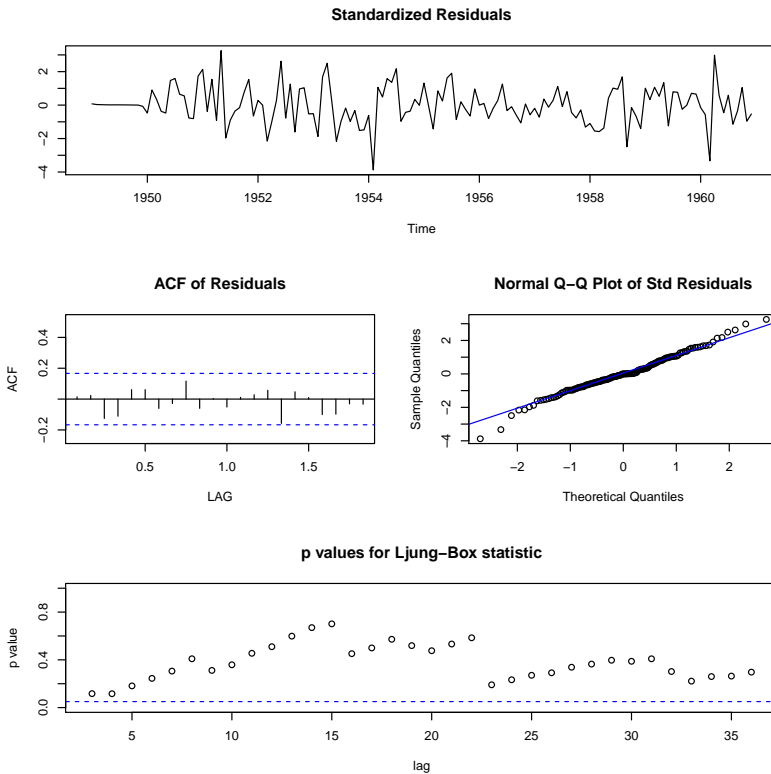 Standardized Residuals
2
0
−2
−4
1950 1952 1954 1956 1958 1960
Time
ACF of Residuals
ACF
0.4
0.2
−0.2
0.5 1.0 1.5
LAG
Normal Q−Q Plot of Std Residuals
Sample Quantiles
2
0
−2
−4
−2 −1 0 1 2
Theoretical Quantiles
p values for Ljung−Box statistic
p value
0.8
0.4
0.0
5 10 15 20 25 30 35
lag